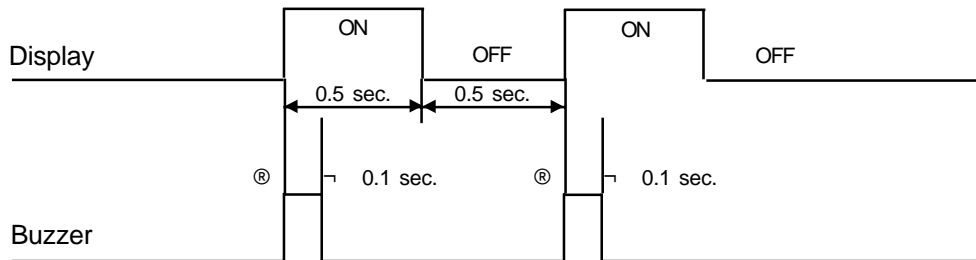 ON
ON
Display
OFF
OFF
0.5 sec.
0.5 sec.
® ¬ 0.1 sec.
® ¬ 0.1 sec.
Buzzer